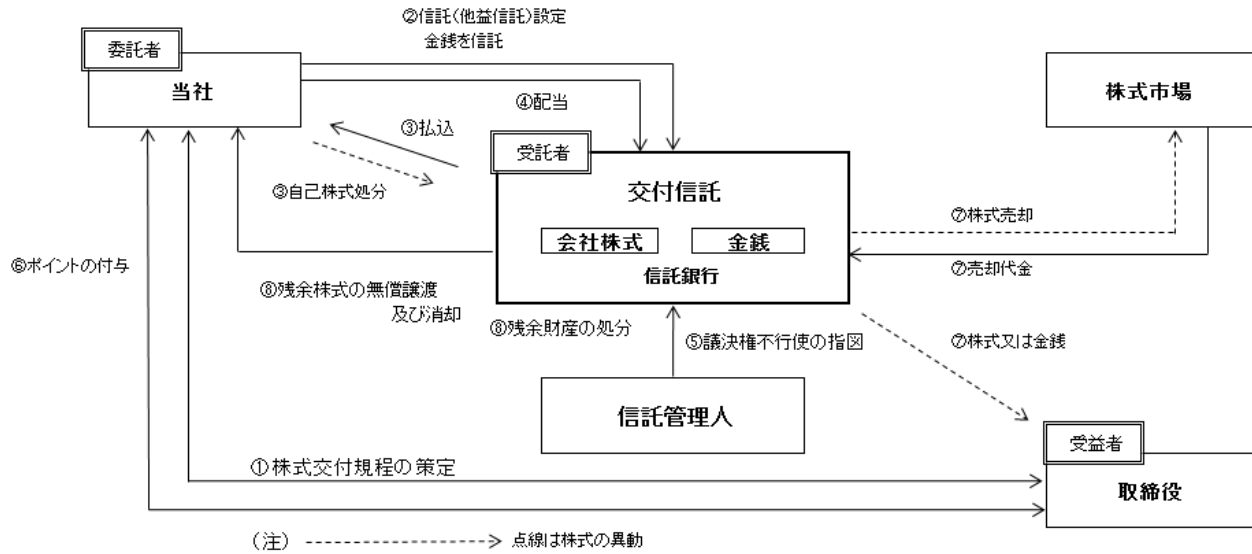 ②信託(他益信託)設定
金銭を信託
委託者
当社
株式市場
④配当
③払込
受託者
③自己株式処分
交付信託
会社株式
金銭
信託銀行
⑦株式売却
⑦売却代金
⑥ポイントの付与
⑧残余株式の無償譲渡
及び消却
⑧残余財産の処分
⑤議決権不行使の指図
⑦株式又は金銭
信託管理人
受益者
取締役
①株式交付規程の策定
(注)
点線は株式の異動